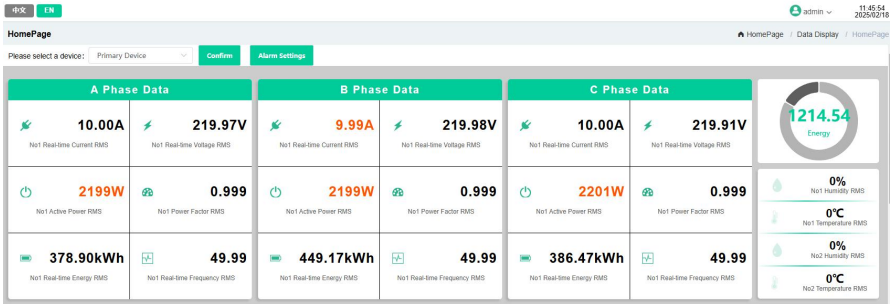 中文 EN admin 11:45:54
2025/02/18
HomePage HomePage / Data Display / HomePage
Please select a device: Primary Device Confirm Alarm Settings
A Phase Data B Phase Data C Phase Data
10.00A 219.97V 9.99A 219.98V 10.00A 219.91V
No1 Real-time Current RMS No1 Real-time Voltage RMS No1 Real-time Current RMS No1 Real-time Voltage RMS No1 Real-time Current RMS No1 Real-time Voltage RMS
1214.54
Energy
2199W 0.999 2199W 0.999 2201W 0.999
No1 Active Power RMS No1 Power Factor RMS No1 Active Power RMS No1 Power Factor RMS No1 Active Power RMS No1 Power Factor RMS
378.90kWh 49.99 449.17kWh 49.99 386.47kWh 49.99
No1 Real-time Energy RMS No1 Real-time Frequency RMS No1 Real-time Energy RMS No1 Real-time Frequency RMS No1 Real-time Energy RMS No1 Real-time Frequency RMS
0%
No1 Humidity RMS
0℃
No1 Temperature RMS
0%
No2 Humidity RMS
0℃
No2 Temperature RMS